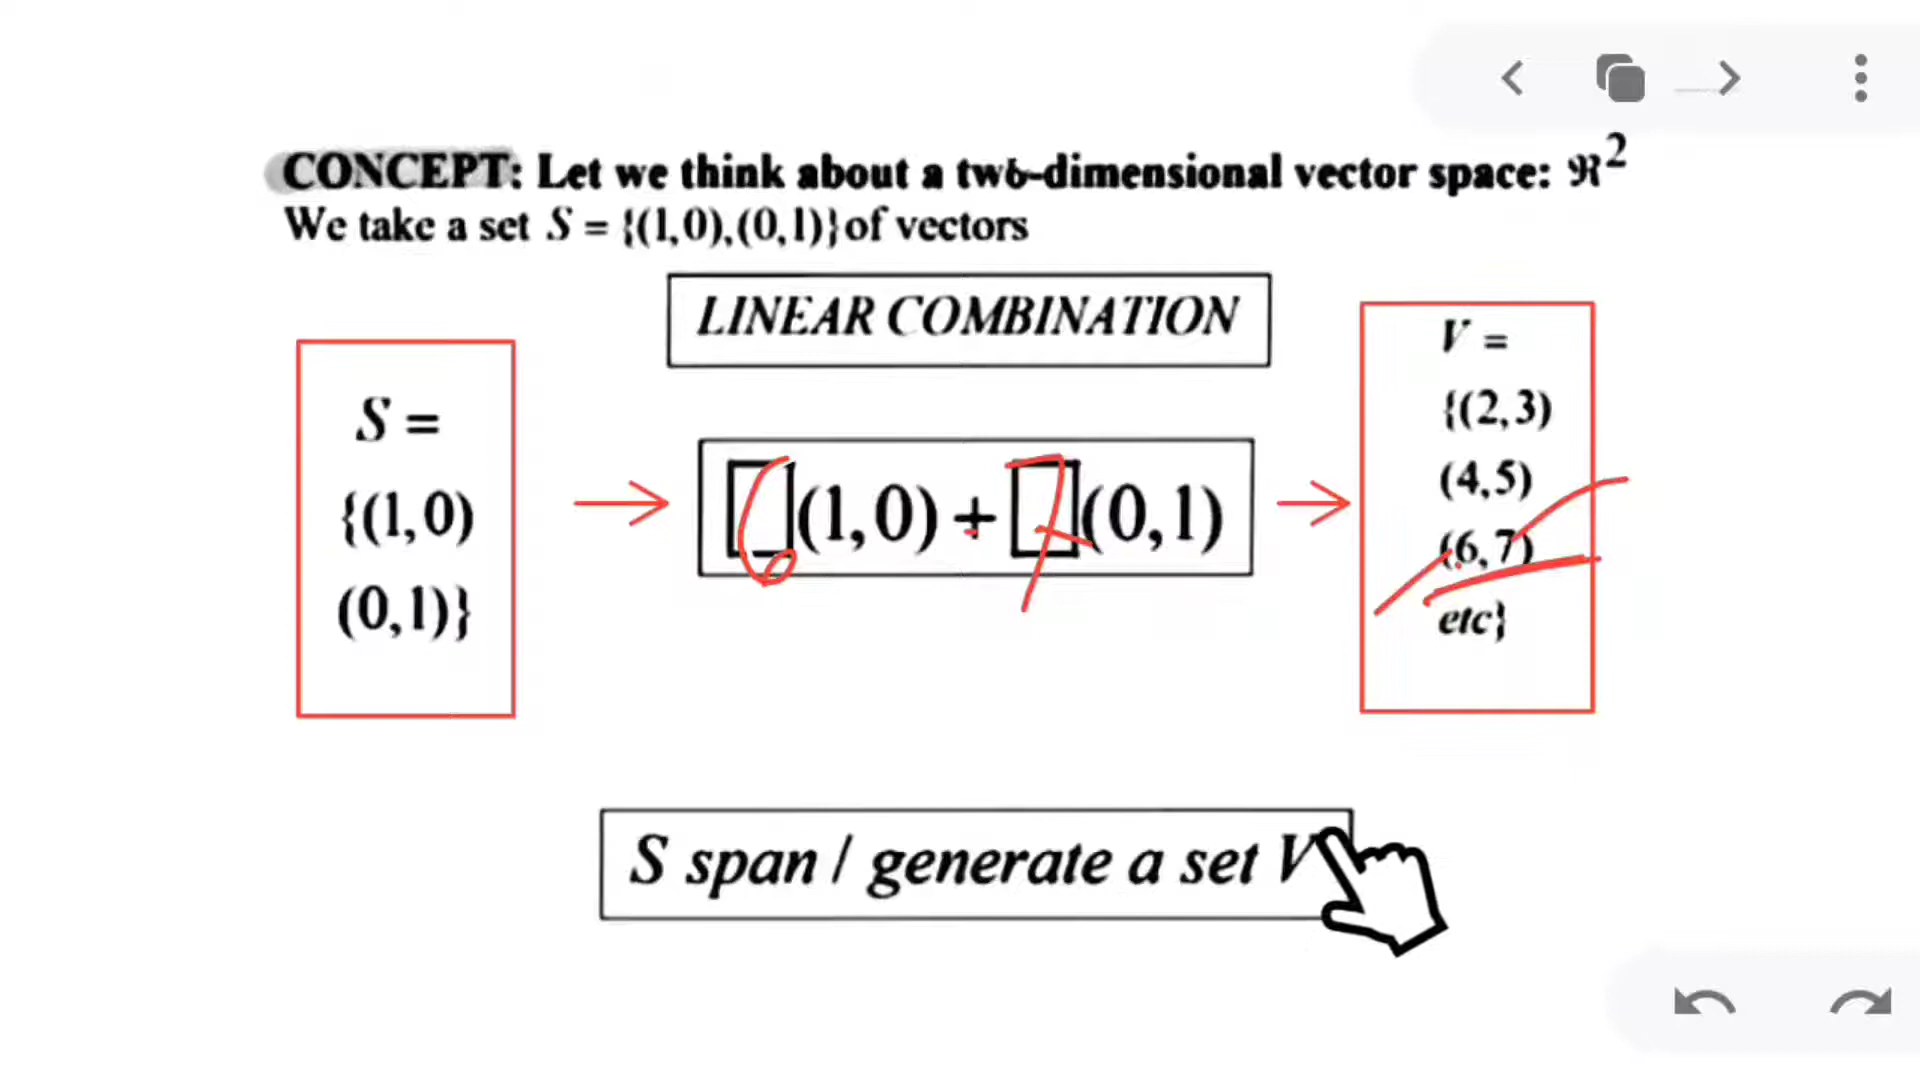 CONCEPT: Let we think about a two-dimensional vector space: ℜ²
We take a set S = {(1,0),(0,1)} of vectors
LINEAR COMBINATION
S =
{(1,0)
(0,1)}
□(1,0) + □(0,1)
6 7
V =
{(2,3)
(4,5)
(6,7)
etc}
S span / generate a set V